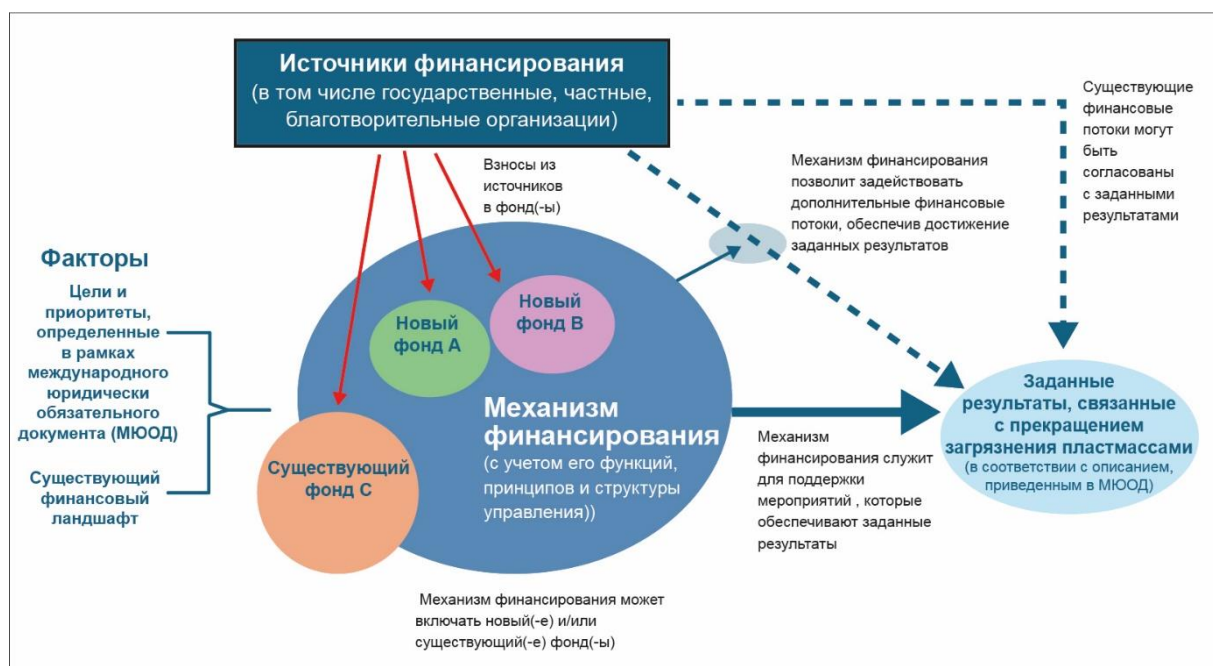 Источники финансирования
(в том числе государственные, частные,
благотворительные организации)
Существующие
финансовые
потоки могут
быть
согласованы
с заданными
результатами
Взносы из
источников
в фонд(-ы)
Механизм финансирования
позволит задействовать
дополнительные финансовые
потоки, обеспечив достижение
заданных результатов
Факторы
Цели и
приоритеты,
определенные
в рамках
международного
юридически
обязательного
документа (МЮОД)
Существующий
финансовый
ландшафт
Новый
фонд A
Новый
фонд B
Существующий
фонд C
Механизм
финансирования
(с учетом его функций,
принципов и структуры
управления))
Механизм
финансирования служит
для поддержки
мероприятий , которые
обеспечивают заданные
результаты
Заданные
результаты, связанные
с прекращением
загрязнения пластмассами
(в соответствии с описанием,
приведенным в МЮОД)
Механизм финансирования может
включать новый(-е) и/или
существующий(-е) фонд(-ы)